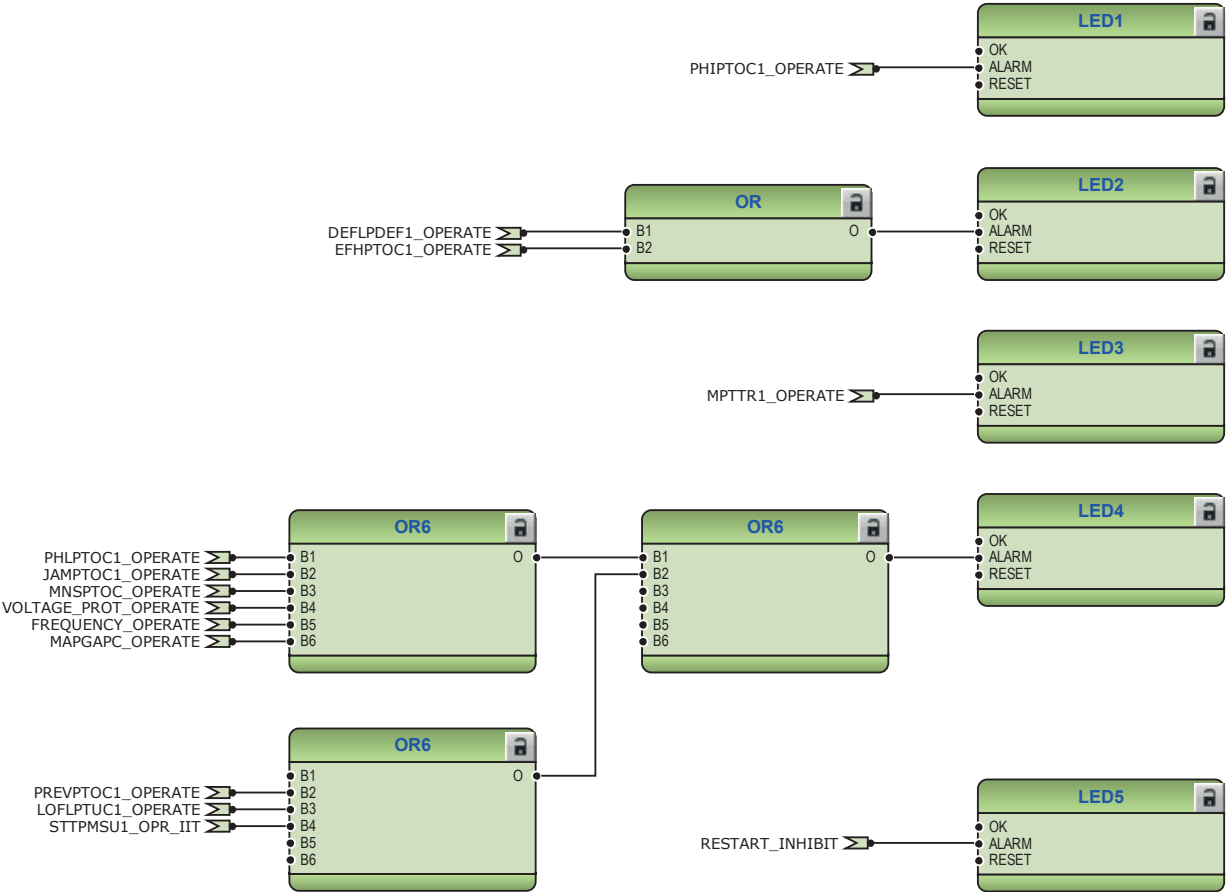 LED1
OK
PHIPTOC1_OPERATE
ALARM
RESET
LED2
OR
OK
DEFLPDEF1_OPERATE
B1
O
ALARM
EFHPTOC1_OPERATE
B2
RESET
LED3
OK
MPTTR1_OPERATE
ALARM
RESET
OR6
PHLPTOC1_OPERATE
B1
O
JAMPTOC1_OPERATE
B2
MNSPTOC_OPERATE
B3
VOLTAGE_PROT_OPERATE
B4
FREQUENCY_OPERATE
B5
MAPGAPC_OPERATE
B6
OR6
B1
O
B2
B3
B4
B5
B6
LED4
OK
ALARM
RESET
OR6
B1
O
PREVPTOC1_OPERATE
B2
LOFLPTUC1_OPERATE
B3
STTPMSU1_OPR_IIT
B4
B5
B6
LED5
OK
RESTART_INHIBIT
ALARM
RESET